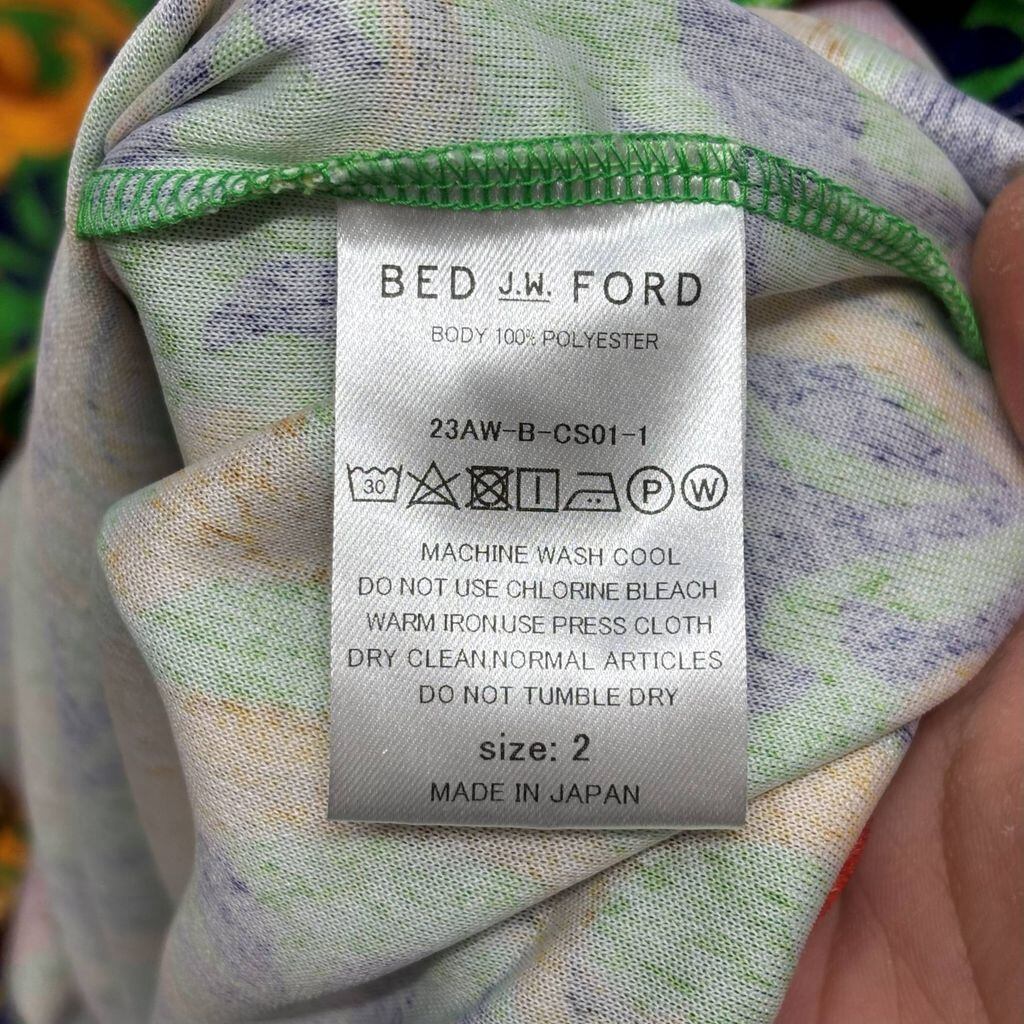 BED J.W. FORD
BODY 100% POLYESTER
23AW-B-CS01-1
30 P W
MACHINE WASH COOL
DO NOT USE CHLORINE BLEACH
WARM IRON.USE PRESS CLOTH
DRY CLEAN.NORMAL ARTICLES
DO NOT TUMBLE DRY
size: 2
MADE IN JAPAN